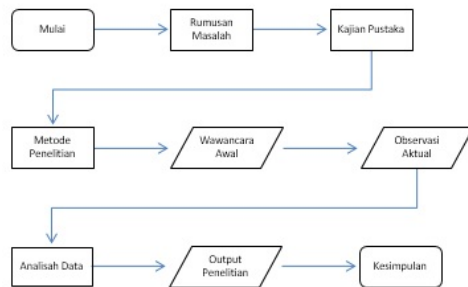 Mulai
Rumusan
Masalah
Kajian Pustaka
Metode
Penelitian
Wawancara
Awal
Observasi
Aktual
Analisah Data
Output
Penelitian
Kesimpulan